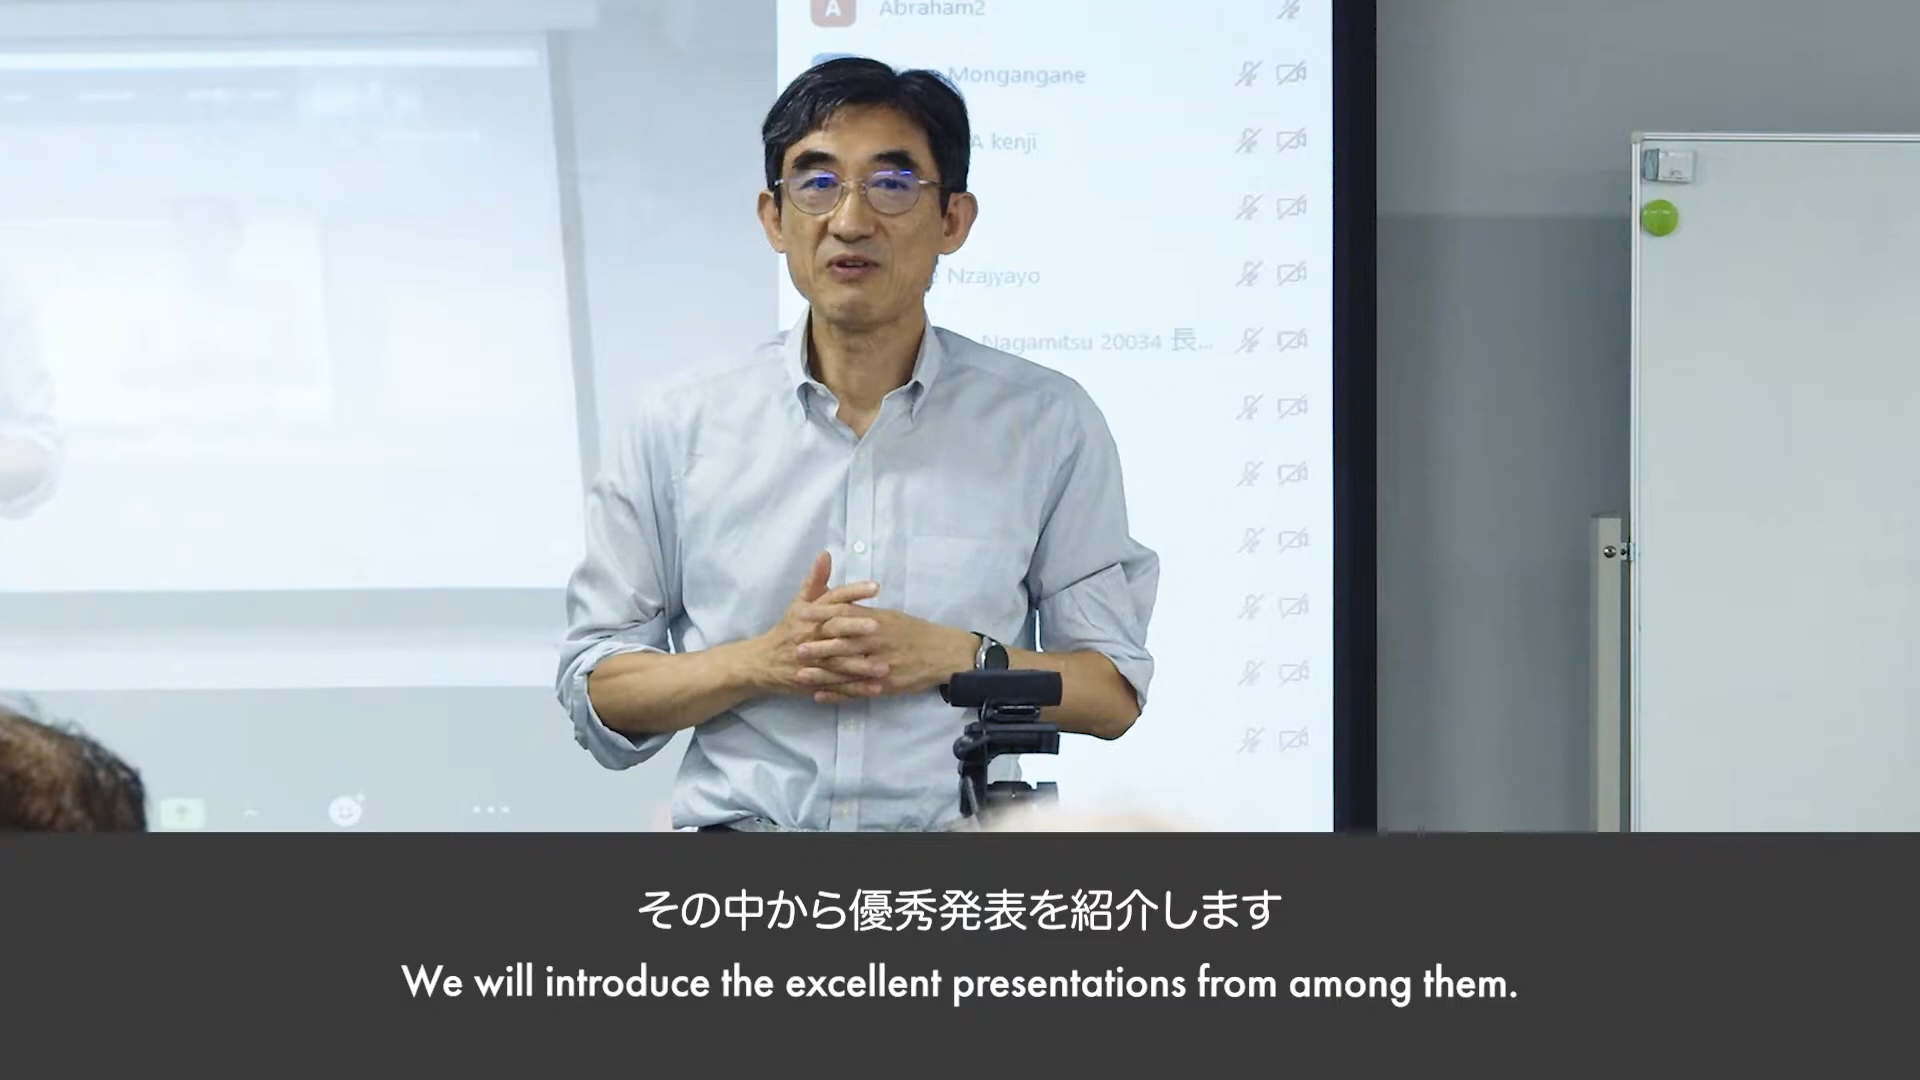 A Abraham2
Mongangane
A kenji
Nzajyayo
Nagamitsu 20034 長...
その中から優秀発表を紹介します
We will introduce the excellent presentations from among them.